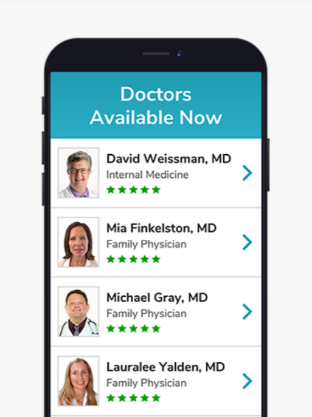 Doctors
Available Now
David Weissman, MD
Internal Medicine
Mia Finkelston, MD
Family Physician
Michael Gray, MD
Family Physician
Lauralee Yalden, MD
Family Physician